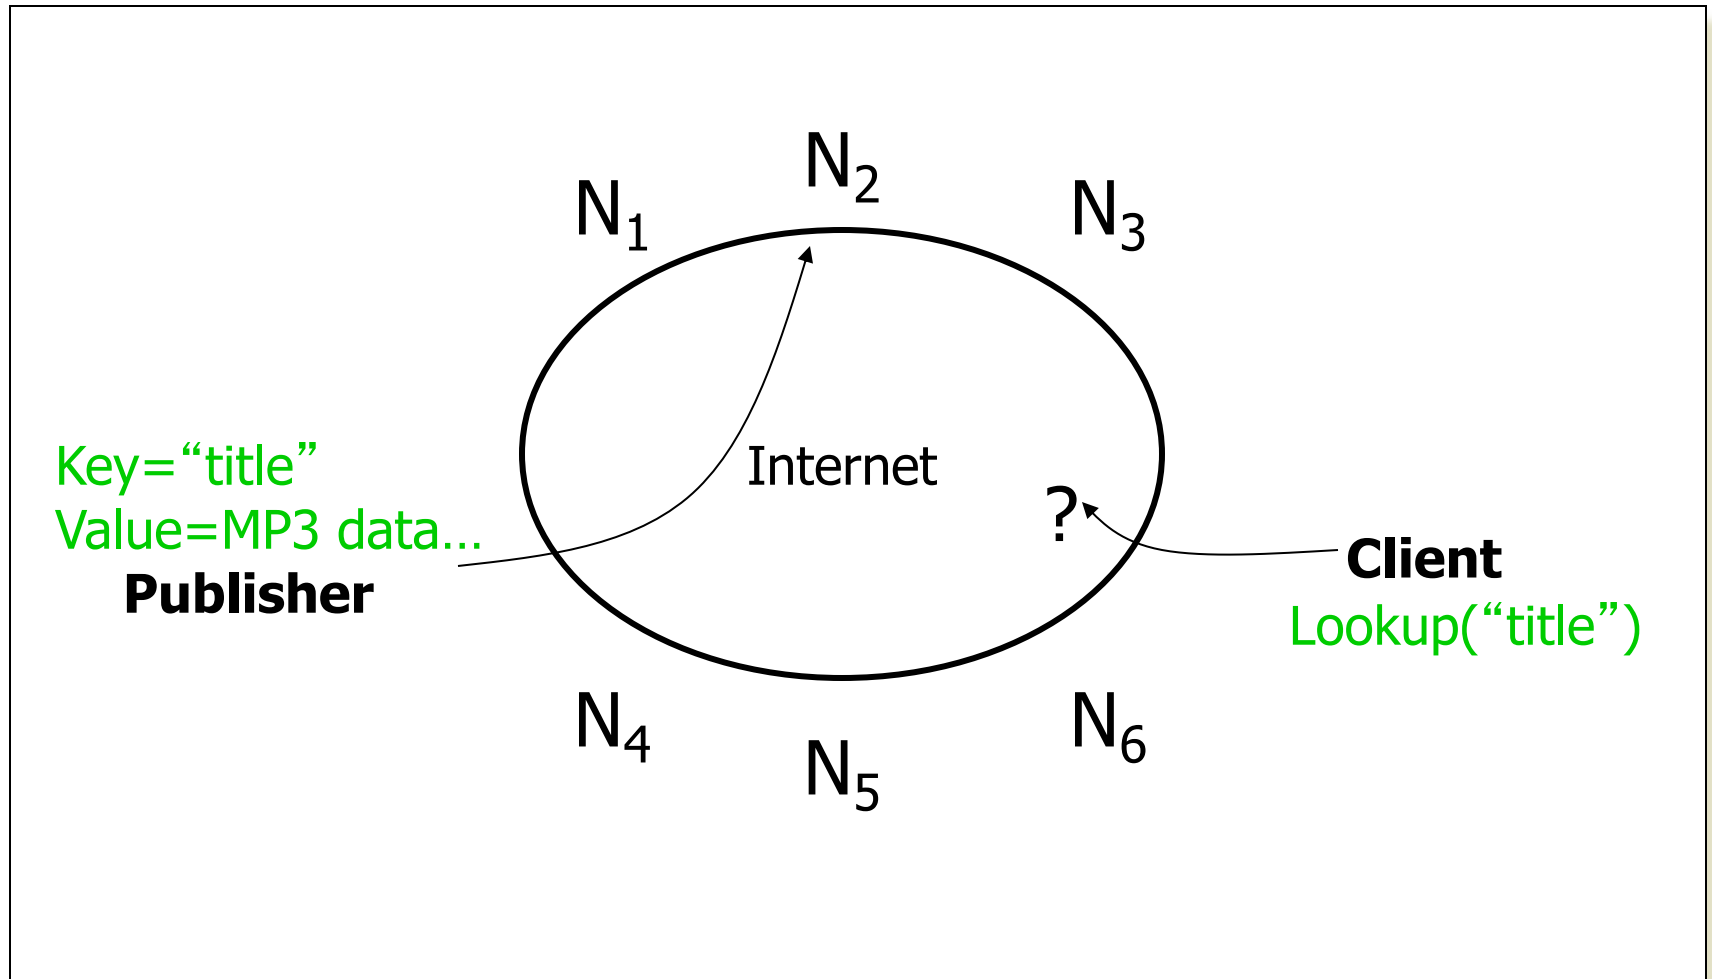 N₂
N₁
N₃
Key=“title”
Value=MP3 data…
Publisher
Internet
?
Client
Lookup(“title”)
N₄
N₅
N₆